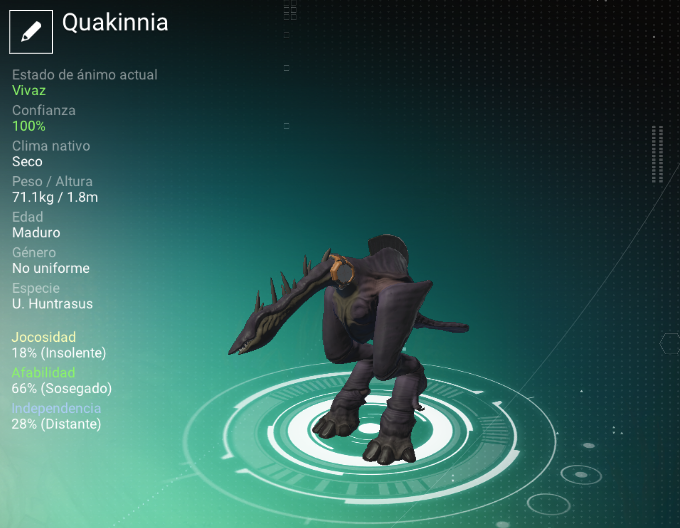 Quakinnia
Estado de ánimo actual
Vivaz
Confianza
100%
Clima nativo
Seco
Peso / Altura
71.1kg / 1.8m
Edad
Maduro
Género
No uniforme
Especie
U. Huntrasus
Jocosidad
18% (Insolente)
Afabilidad
66% (Sosegado)
Independencia
28% (Distante)